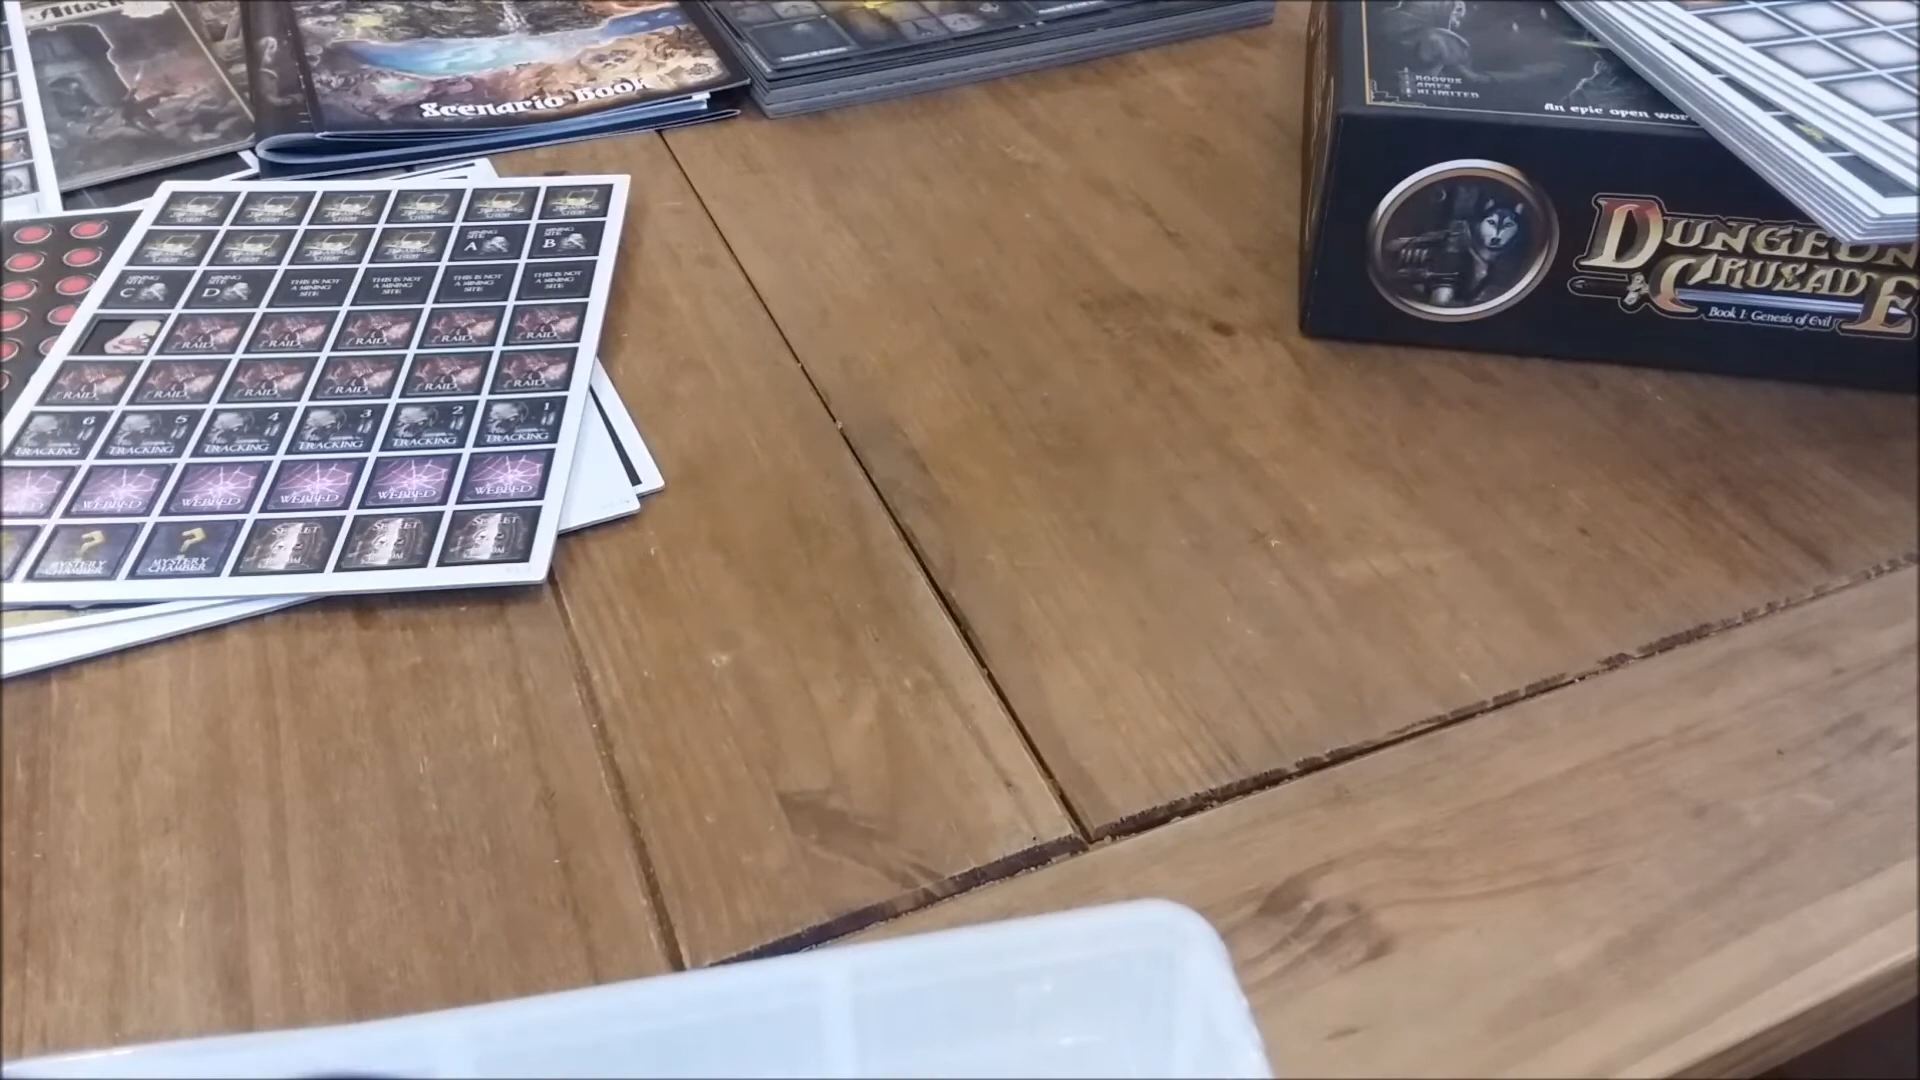 Attack
Scenario Book
An epic open wor
DUNGEON
CRUSADE
Book I: Genesis of Evil
MINING SITE A
MINING SITE B
MINING SITE C
MINING SITE D
THIS IS NOT A MINING SITE
THIS IS NOT A MINING SITE
THIS IS NOT A MINING SITE
THIS IS NOT A MINING SITE
RAID
RAID
RAID
RAID
RAID
RAID
RAID
RAID
RAID
RAID
RAID
6 TRACKING
5 TRACKING
4 TRACKING
3 TRACKING
2 TRACKING
1 TRACKING
WEBBED
WEBBED
WEBBED
WEBBED
WEBBED
WEBBED
? MYSTERY CHAMBER
? MYSTERY CHAMBER
SECRET ROOM
SECRET ROOM
SECRET ROOM